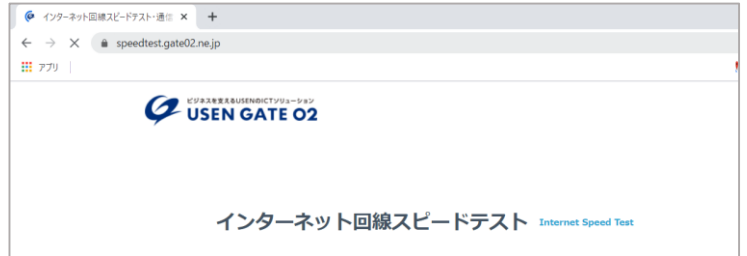 インターネット回線スピードテスト・通信
speedtest.gate02.ne.jp
アプリ
ビジネスを支えるUSENのICTソリューション
USEN GATE 02
インターネット回線スピードテスト Internet Speed Test